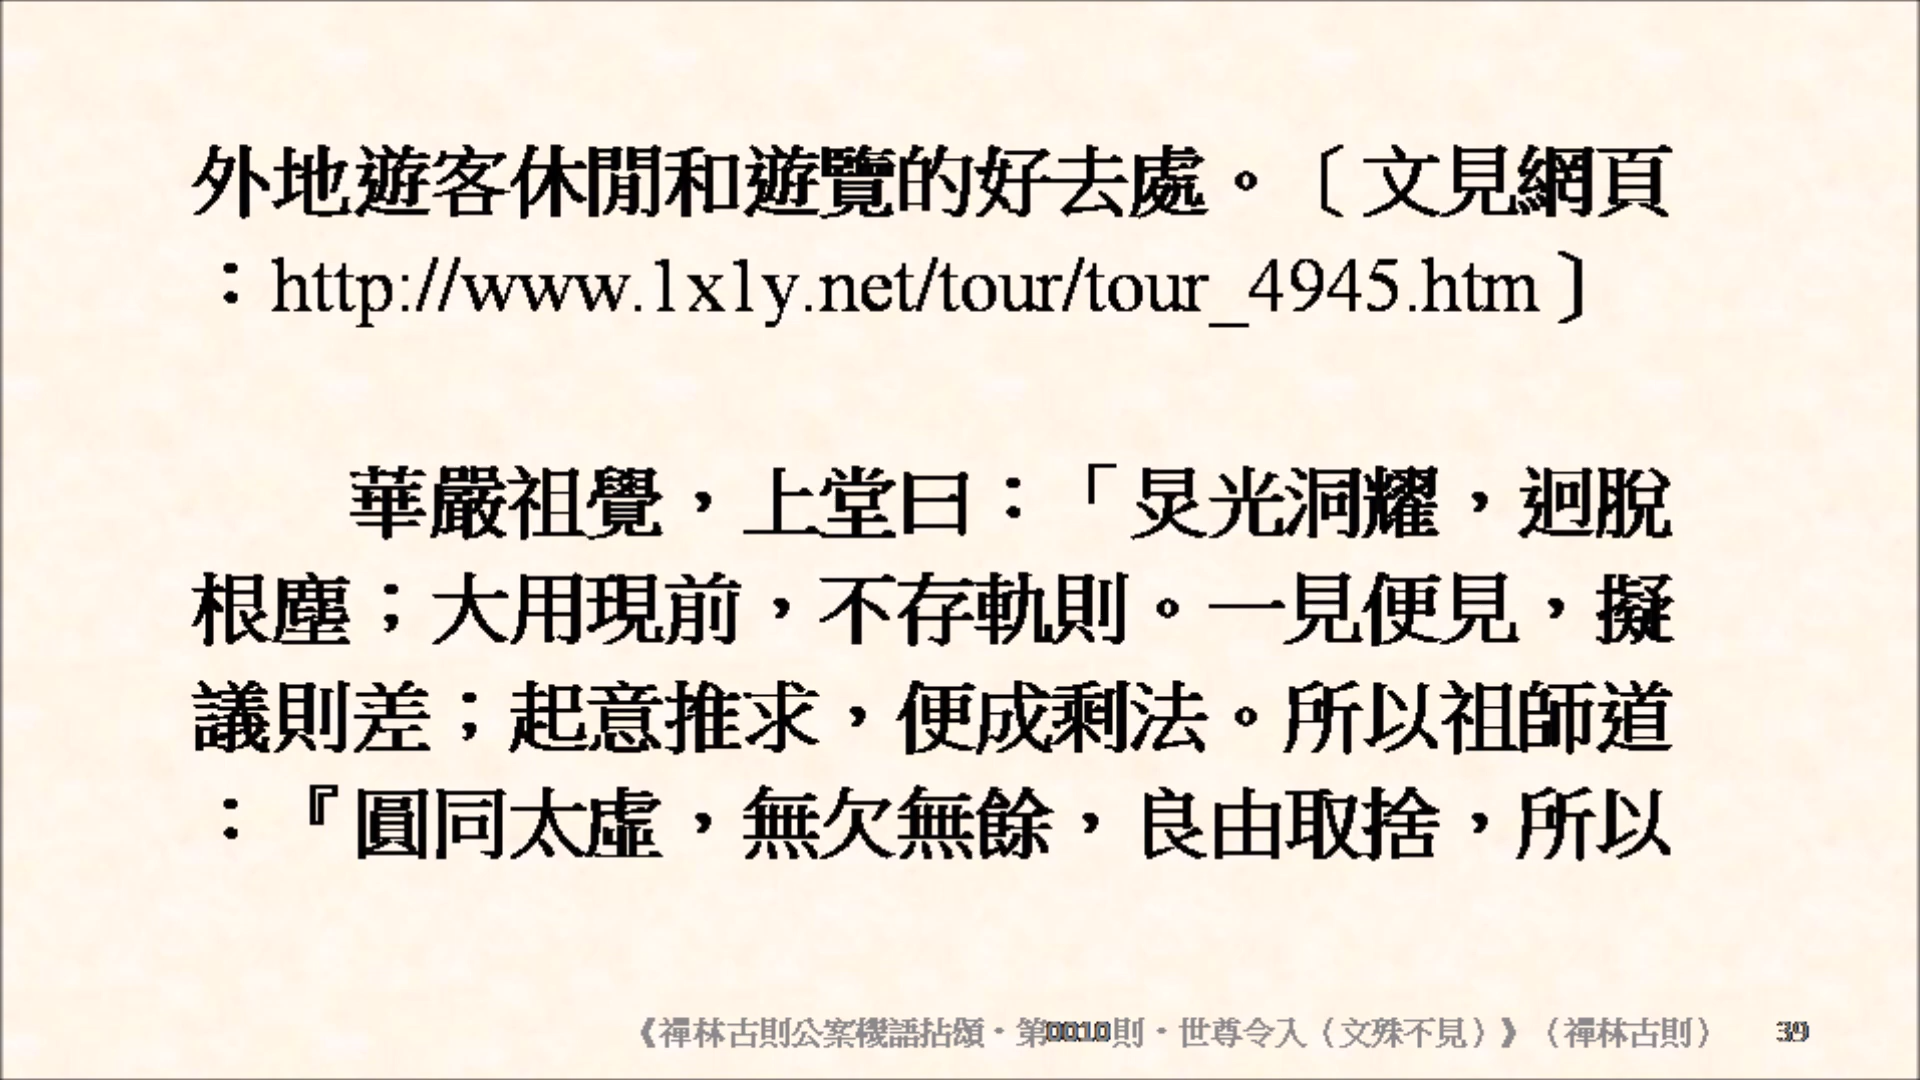 外地遊客休閒和遊覽的好去處。〔文見網頁
：http://www.1x1y.net/tour/tour_4945.htm〕
華嚴祖覺，上堂曰：「炅光洞耀，迥脫
根塵；大用現前，不存軌則。一見便見，擬
議則差；起意推求，便成剩法。所以祖師道
：『圓同太虛，無欠無餘，良由取捨，所以
《禪林古則公案機語拈頌·第0010則·世尊令入（文殊不見）》（禪林古則） 39